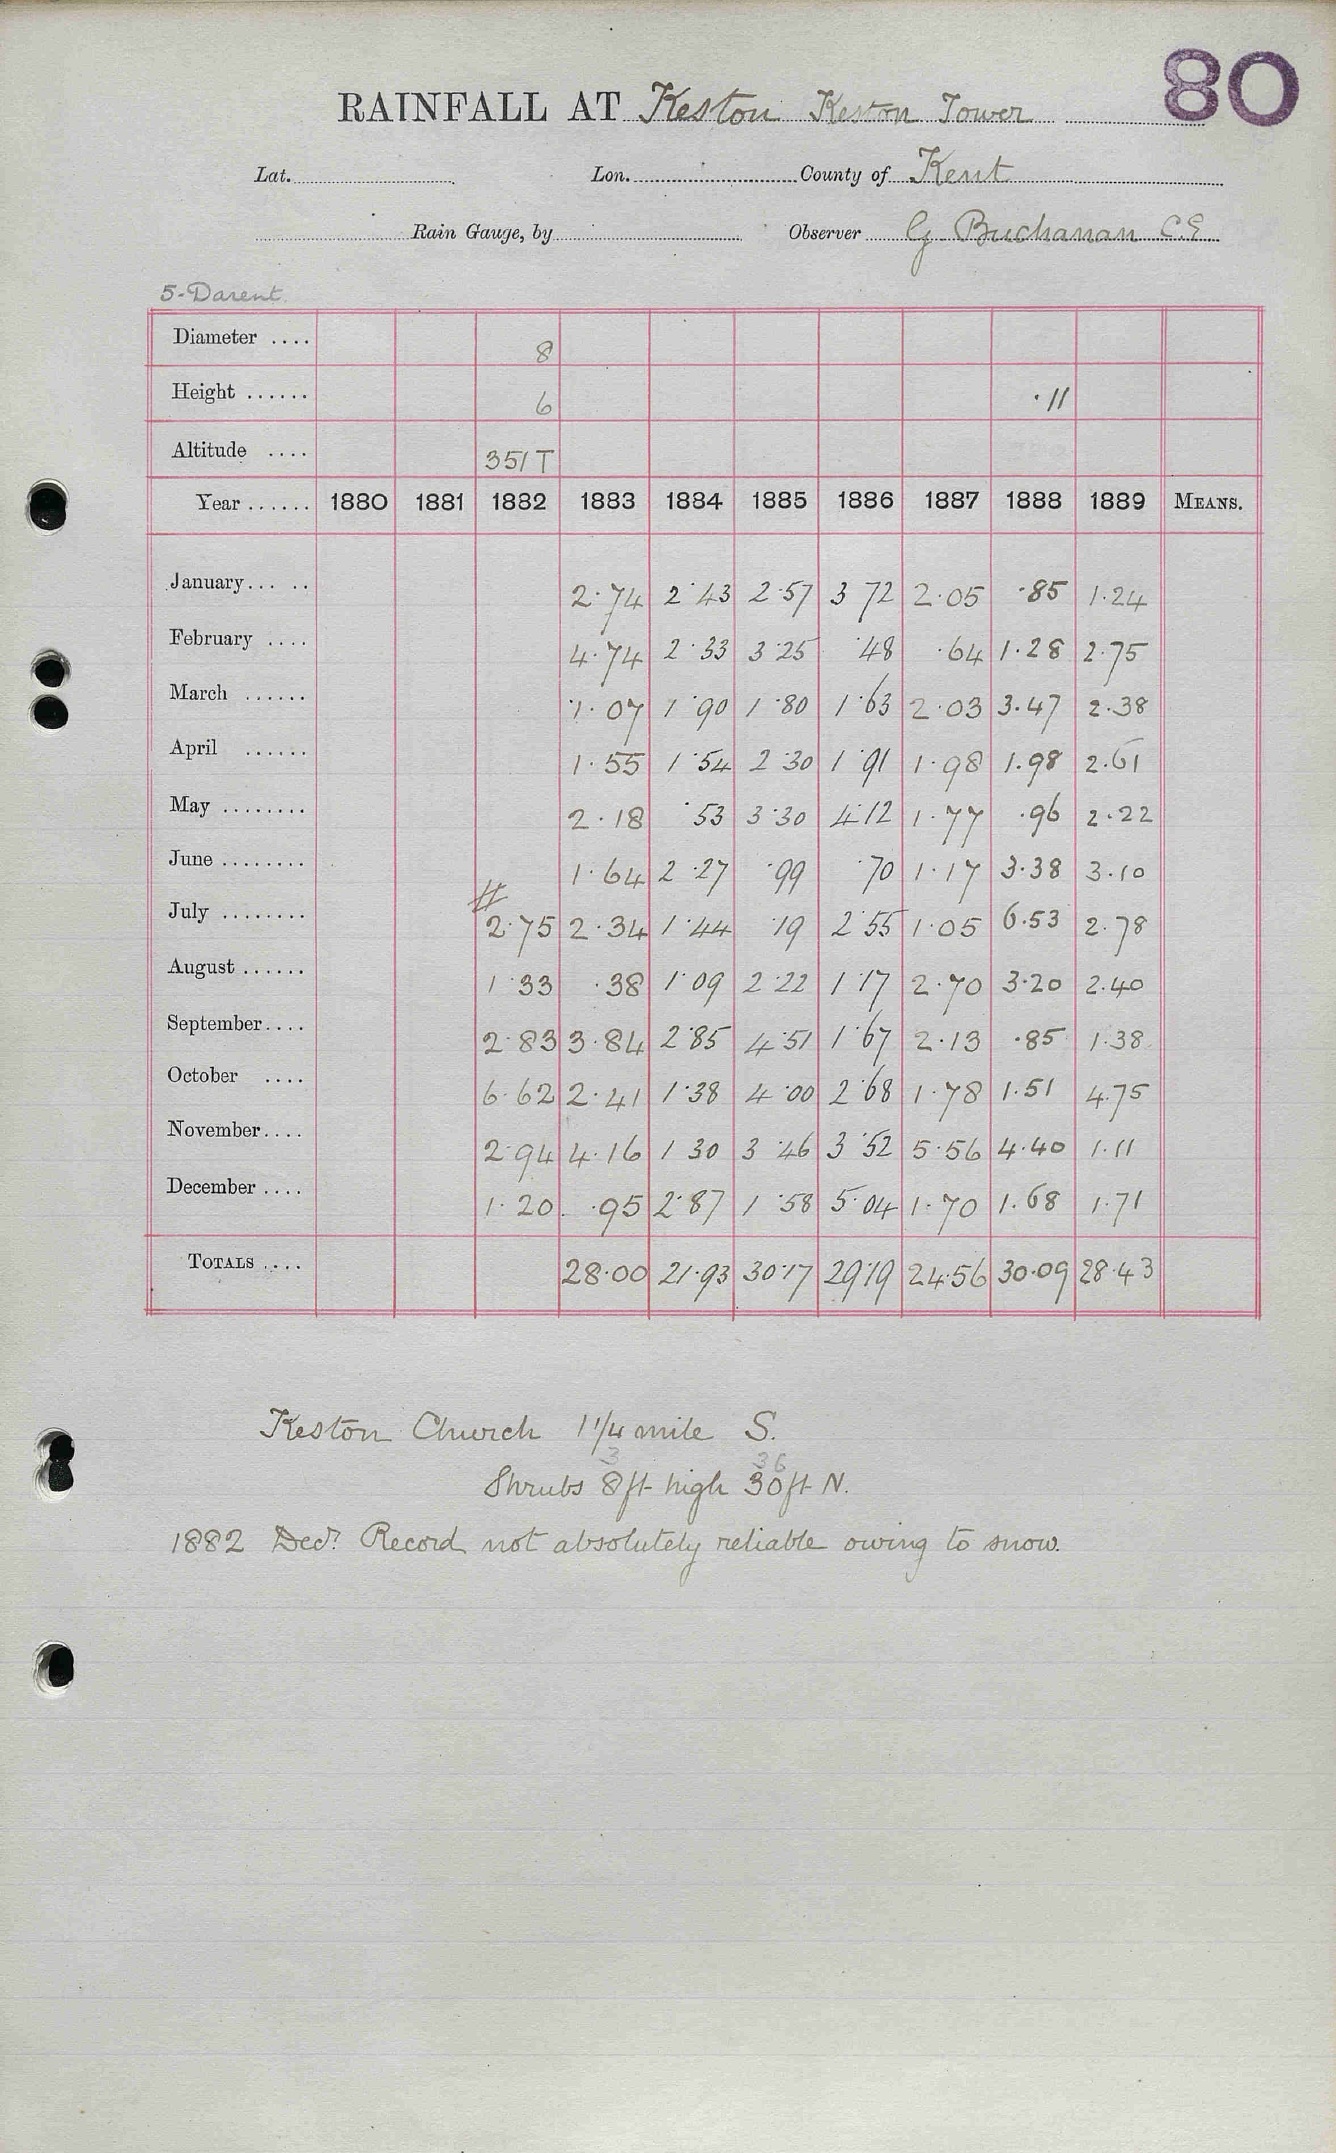 80
RAINFALL AT Keston Keston Tower
Lat. Lon. County of Kent
Rain Gauge, by Observer G Buchanan C.E
5-Darent
Diameter .... 8
Height ...... 6 ·11
Altitude .... 351 T
Year ...... 1880 1881 1882 1883 1884 1885 1886 1887 1888 1889 MEANS.
January... .. 2·74 2·43 2·57 3 72 2·05 ·85 1·24
February .... 4·74 2·33 3·25 ·48 ·64 1·28 2·75
March ...... 1·07 1·90 1·80 1·63 2·03 3·47 2·38
April ...... 1·55 1·54 2·30 1·91 1·98 1·98 2·61
May ........ 2·18 ·53 3·30 4·12 1·77 ·96 2·22
June ........ 1·64 2·27 ·99 ·70 1·17 3·38 3·10
#
July ........ 2·75 2·34 1·44 ·19 2·55 1·05 6·53 2·78
August ...... 1·33 ·38 1·09 2·22 1·17 2·70 3·20 2·40
September.... 2·83 3·84 2·85 4·51 1·67 2·13 ·85 1·38
October .... 6·62 2·41 1·38 4·00 2·68 1·78 1·51 4·75
November.... 2·94 4·16 1 30 3·46 3·52 5·56 4·40 1·11
December .... 1·20 ·95 2·87 1·58 5·04 1·70 1·68 1·71
TOTALS .... 28·00 21·93 30·17 29·19 24·56 30·09 28·43
Keston Church 1 1/4 mile S.
3 36
Shrubs 8 ft high 30 ft N.
1882 Decr. Record not absolutely reliable owing to snow.